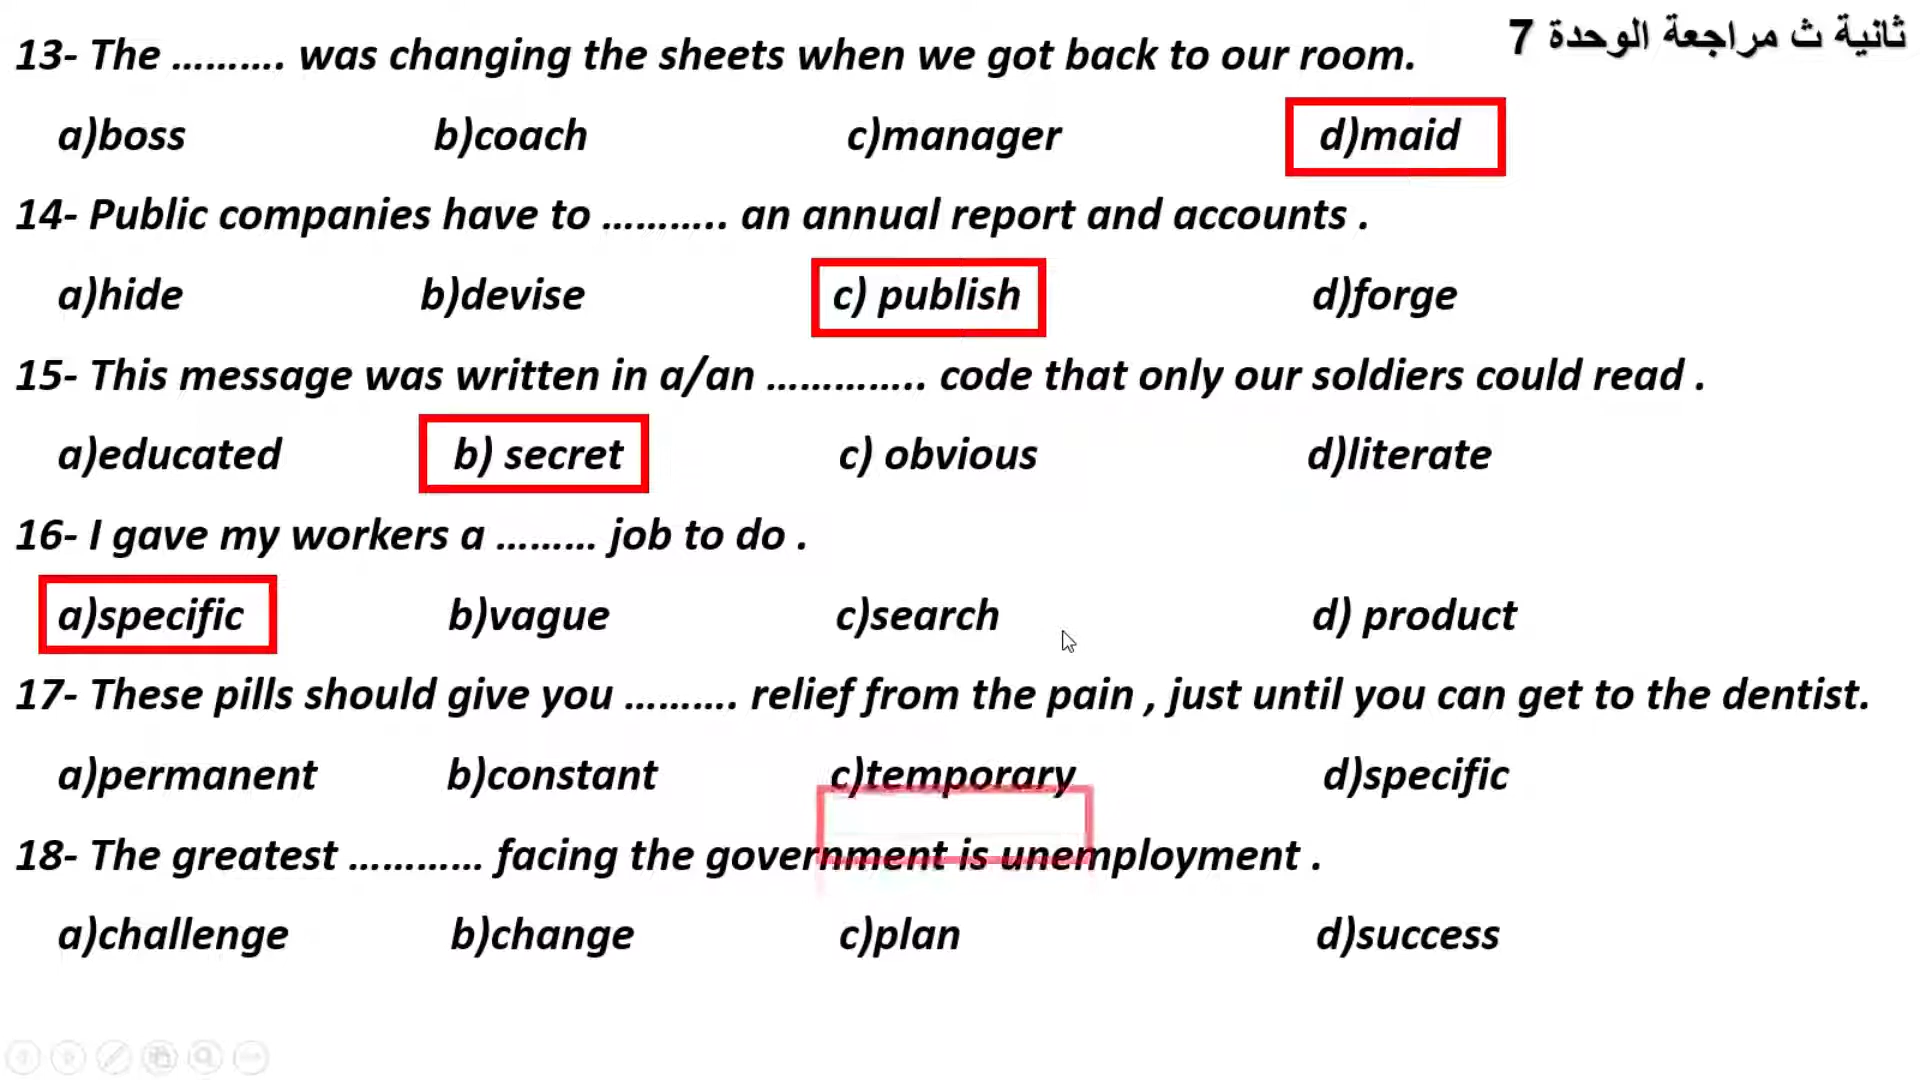 ثانية ث مراجعة الوحدة 7
13- The ………. was changing the sheets when we got back to our room.
a)boss b)coach c)manager d)maid
14- Public companies have to ……….. an annual report and accounts .
a)hide b)devise c) publish d)forge
15- This message was written in a/an ………….. code that only our soldiers could read .
a)educated b) secret c) obvious d)literate
16- I gave my workers a ……… job to do .
a)specific b)vague c)search d) product
17- These pills should give you ………. relief from the pain , just until you can get to the dentist.
a)permanent b)constant c)temporary d)specific
18- The greatest ………… facing the government is unemployment .
a)challenge b)change c)plan d)success